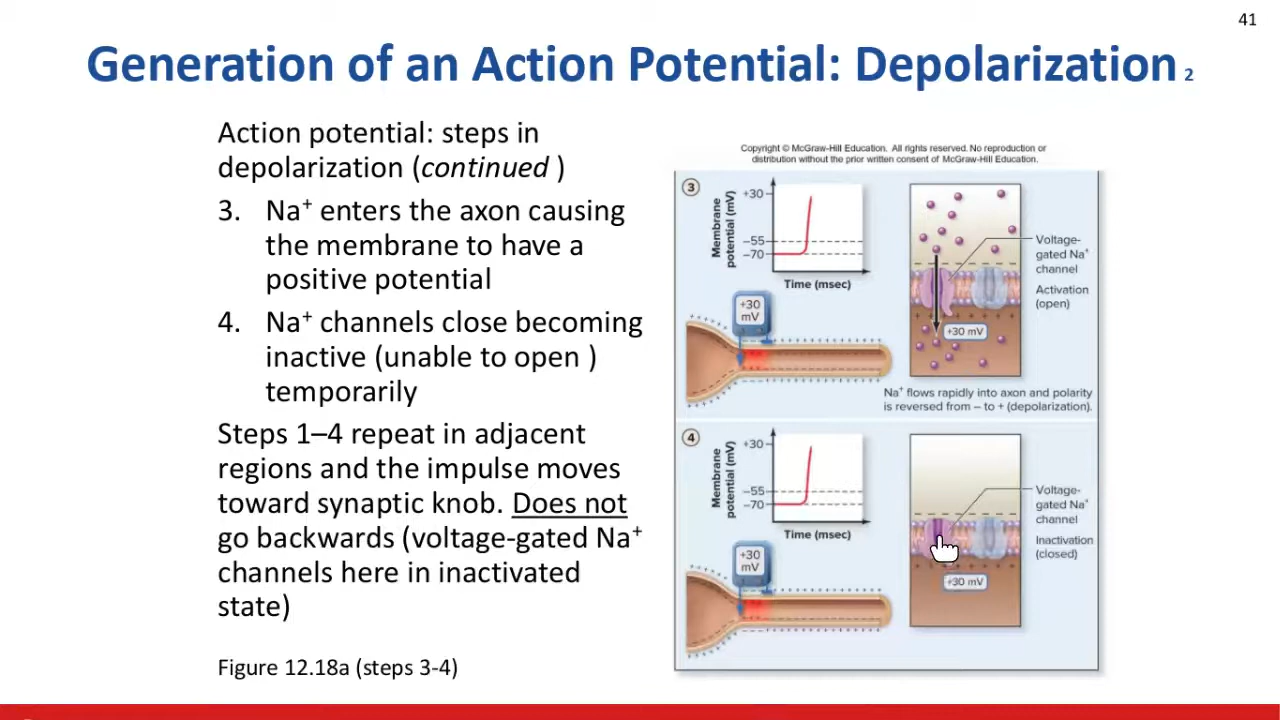 41
Generation of an Action Potential: Depolarization 2
Action potential: steps in
depolarization (continued )
3. Na+ enters the axon causing
the membrane to have a
positive potential
4. Na+ channels close becoming
inactive (unable to open )
temporarily
Steps 1–4 repeat in adjacent
regions and the impulse moves
toward synaptic knob. Does not
go backwards (voltage-gated Na+
channels here in inactivated
state)
Figure 12.18a (steps 3-4)
Copyright © McGraw-Hill Education. All rights reserved. No reproduction or
distribution without the prior written consent of McGraw-Hill Education.
3
Membrane
potential (mV)
+30
–55
–70
Time (msec)
+30
mV
Voltage-
gated Na+
channel
Activation
(open)
+30 mV
Na+ flows rapidly into axon and polarity
is reversed from – to + (depolarization).
4
Membrane
potential (mV)
+30
–55
–70
Time (msec)
+30
mV
Voltage-
gated Na+
channel
Inactivation
(closed)
+30 mV